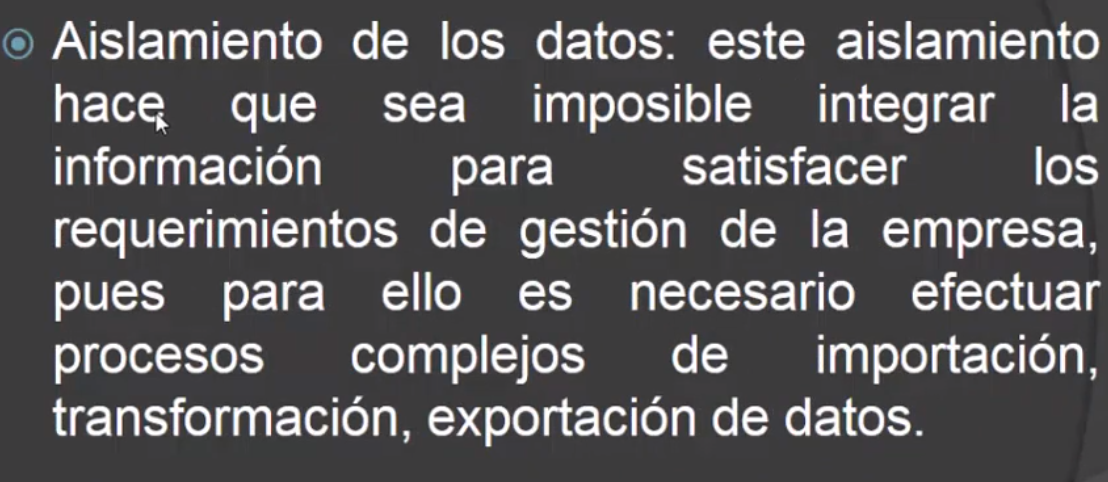 Aislamiento de los datos: este aislamiento
hace que sea imposible integrar la
información para satisfacer los
requerimientos de gestión de la empresa,
pues para ello es necesario efectuar
procesos complejos de importación,
transformación, exportación de datos.